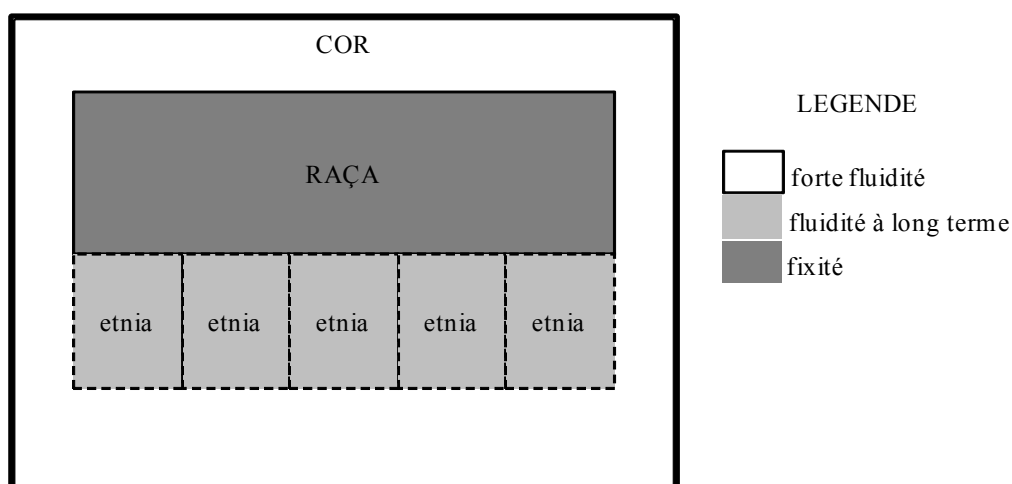 COR
RAÇA
etnia etnia etnia etnia etnia
LEGENDE
forte fluidité
fluidité à long terme
fixité